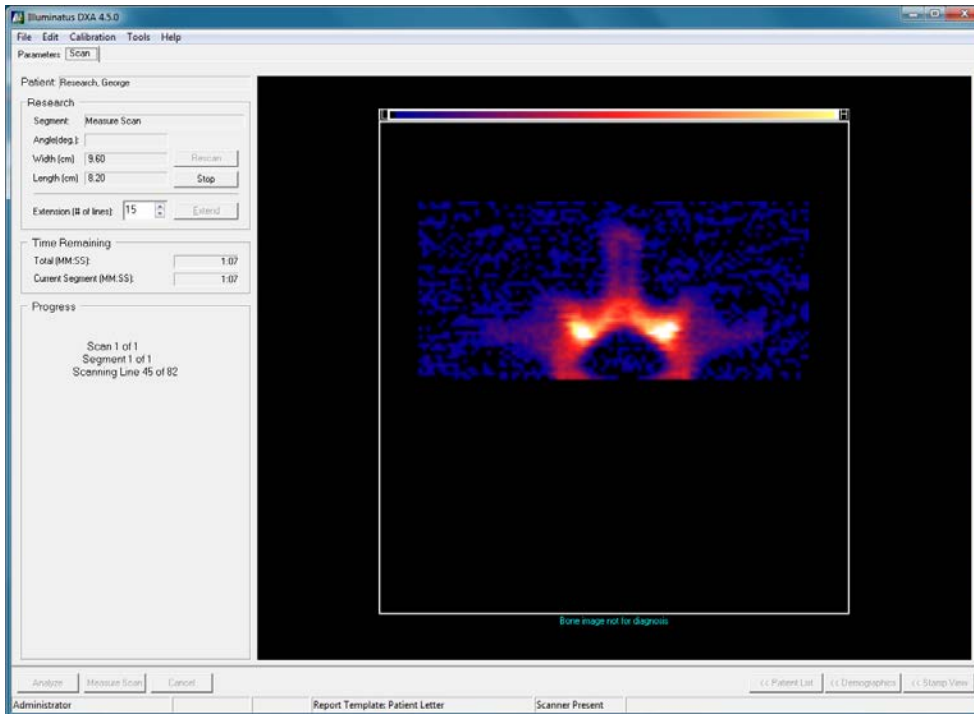 Illuminatus DXA 4.5.0
File Edit Calibration Tools Help
Parameters Scan
Patient: Research, George
Research
Segment: Measure Scan
Angle(deg.):
Width (cm) 9.60 Rescan
Length (cm) 8.20 Stop
Extension (# of lines): 15 Extend
Time Remaining
Total (MM:SS): 1:07
Current Segment (MM:SS): 1:07
Progress
Scan 1 of 1
Segment 1 of 1
Scanning Line 45 of 82
L H
Bone image not for diagnosis
Analyze Measure Scan Cancel << Patient List << Demographics << Stamp View
Administrator Report Template: Patient Letter Scanner Present